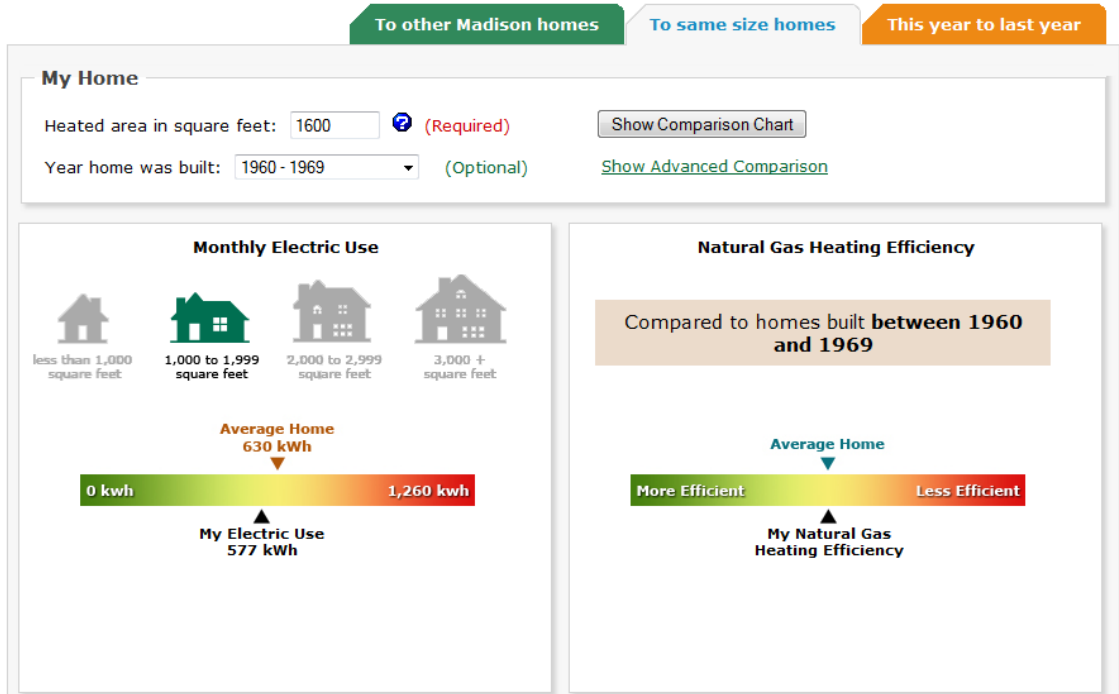 To other Madison homes
To same size homes
This year to last year
My Home
Heated area in square feet: 1600 ? (Required)
Show Comparison Chart
Year home was built: 1960 - 1969 (Optional)
Show Advanced Comparison
Monthly Electric Use
less than 1,000
square feet
1,000 to 1,999
square feet
2,000 to 2,999
square feet
3,000 +
square feet
Average Home
630 kWh
0 kwh
1,260 kwh
My Electric Use
577 kWh
Natural Gas Heating Efficiency
Compared to homes built between 1960
and 1969
Average Home
More Efficient
Less Efficient
My Natural Gas
Heating Efficiency